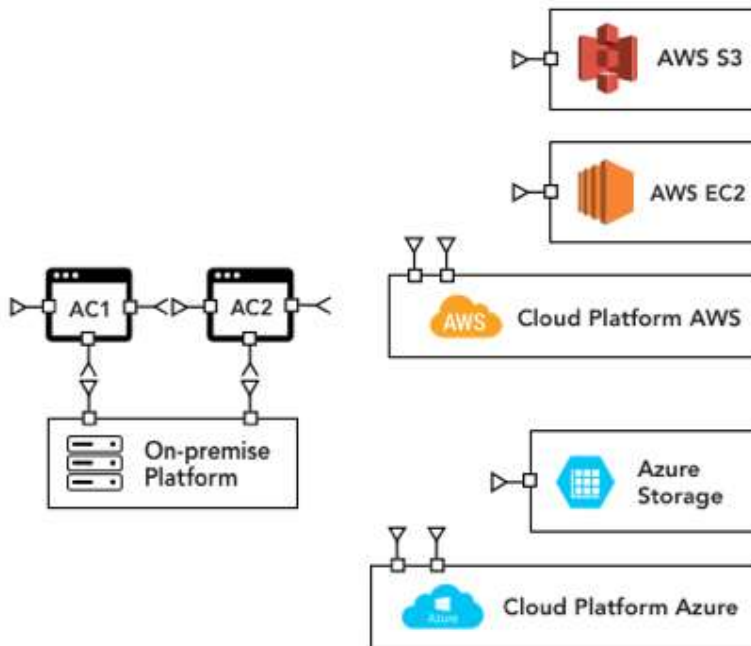 AWS S3
AWS EC2
AC1
AC2
AWS
Cloud Platform AWS
On-premise
Platform
Azure
Storage
Azure
Cloud Platform Azure